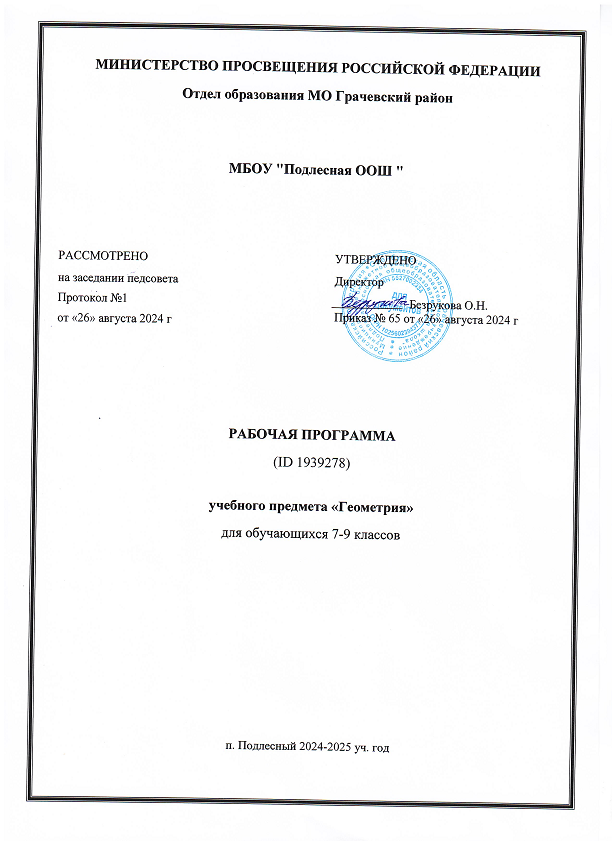 МИНИСТЕРСТВО ПРОСВЕЩЕНИЯ РОССИЙСКОЙ ФЕДЕРАЦИИ
Отдел образования МО Грачевский район
МБОУ "Подлесная ООШ "
РАССМОТРЕНО
на заседании педсовета
Протокол №1
от «26» августа 2024 г
УТВЕРЖДЕНО
Директор
Безрукова О.Н.
Приказ № 65 от «26» августа 2024 г
РАБОЧАЯ ПРОГРАММА
(ID 1939278)
учебного предмета «Геометрия»
для обучающихся 7-9 классов
п. Подлесный 2024-2025 уч. год